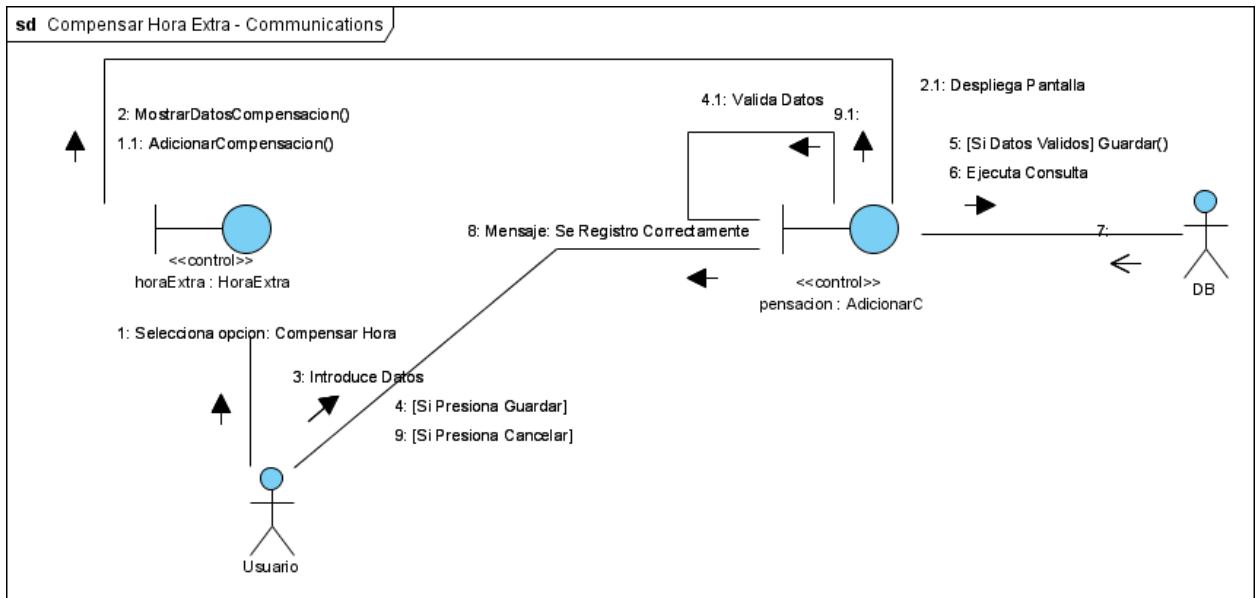 sd Compensar Hora Extra - Communications
2.1: Despliega Pantalla
4.1: Valida Datos
2: MostrarDatosCompensacion()
9.1:
1.1: AdicionarCompensacion()
5: [Si Datos Validos] Guardar()
6: Ejecuta Consulta
8: Mensaje: Se Registro Correctamente
7:
<<control>>
horaExtra : HoraExtra
<<control>>
pensacion : AdicionarC
DB
1: Selecciona opcion: Compensar Hora
3: Introduce Datos
4: [Si Presiona Guardar]
9: [Si Presiona Cancelar]
Usuario